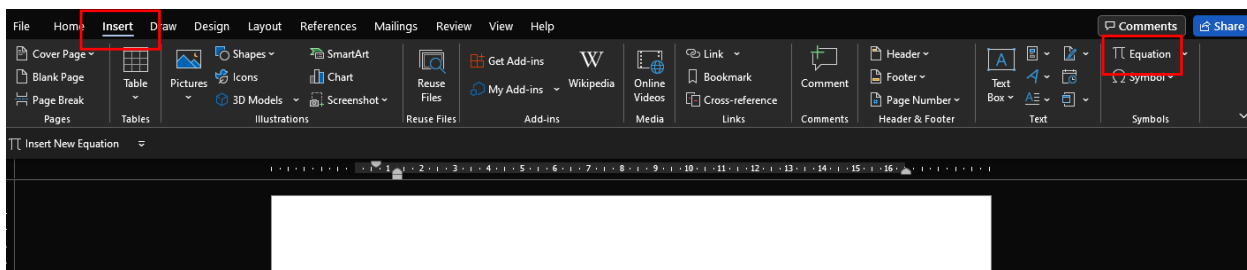 File Home Insert Draw Design Layout References Mailings Review View Help Comments Share
Cover Page
Blank Page
Page Break
Pages
Table
Tables
Pictures
Shapes
Icons
3D Models
SmartArt
Chart
Screenshot
Illustrations
Reuse
Files
Reuse Files
Get Add-ins
My Add-ins
W
Wikipedia
Add-ins
Online
Videos
Media
Link
Bookmark
Cross-reference
Links
Comment
Comments
Header
Footer
Page Number
Header & Footer
A
Text
Box
Text
π Equation
Ω Symbol
Symbols
π Insert New Equation
1 2 3 4 5 6 7 8 9 10 11 12 13 14 15 16